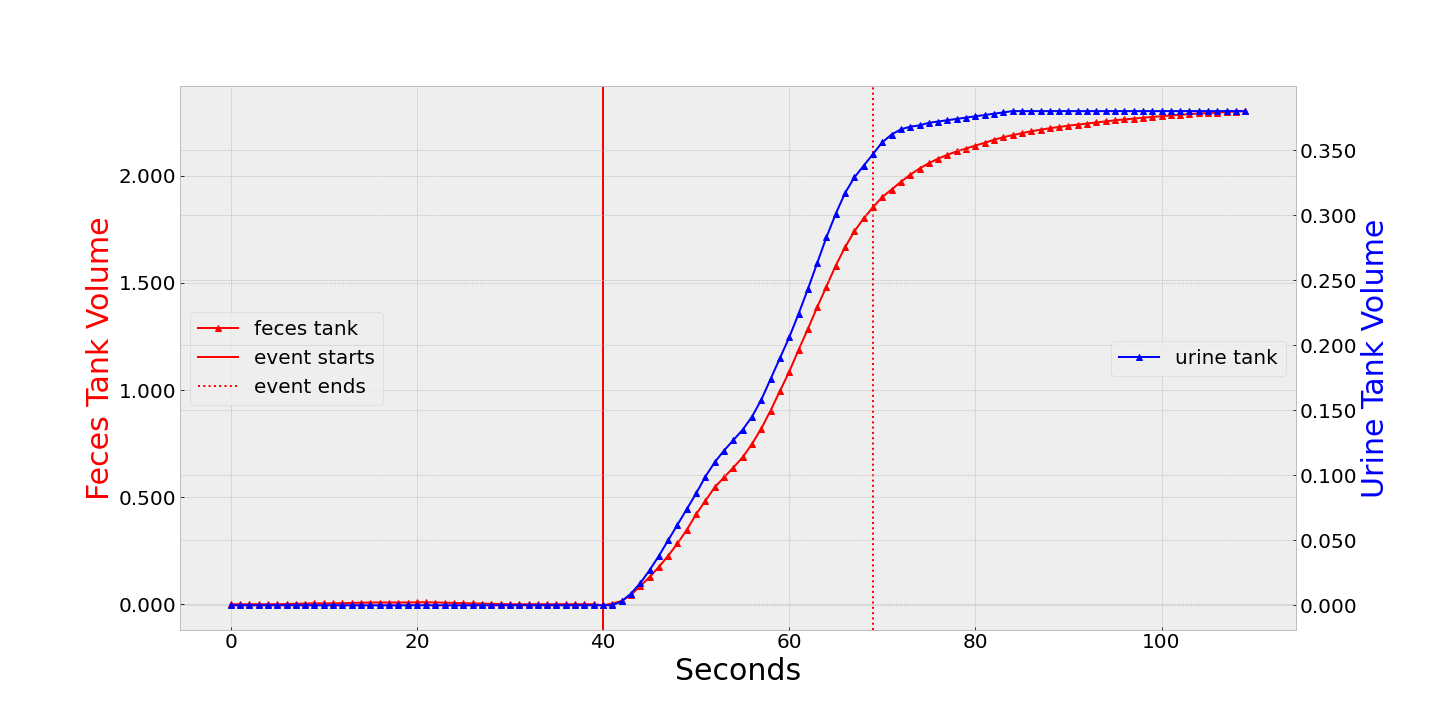 Feces Tank Volume
2.000
1.500
1.000
0.500
0.000
feces tank
event starts
event ends
urine tank
0.350
0.300
0.250
0.200
0.150
0.100
0.050
0.000
Urine Tank Volume
0 20 40 60 80 100
Seconds